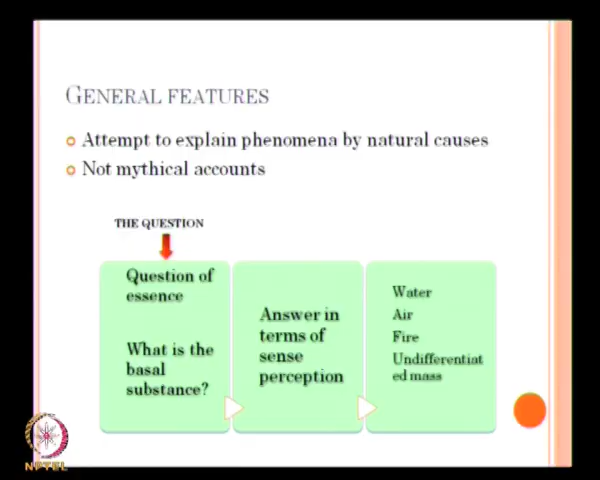 GENERAL FEATURES
Attempt to explain phenomena by natural causes
Not mythical accounts
THE QUESTION
Question of
essence
What is the
basal
substance?
Answer in
terms of
sense
perception
Water
Air
Fire
Undifferentiat
ed mass
NPTEL